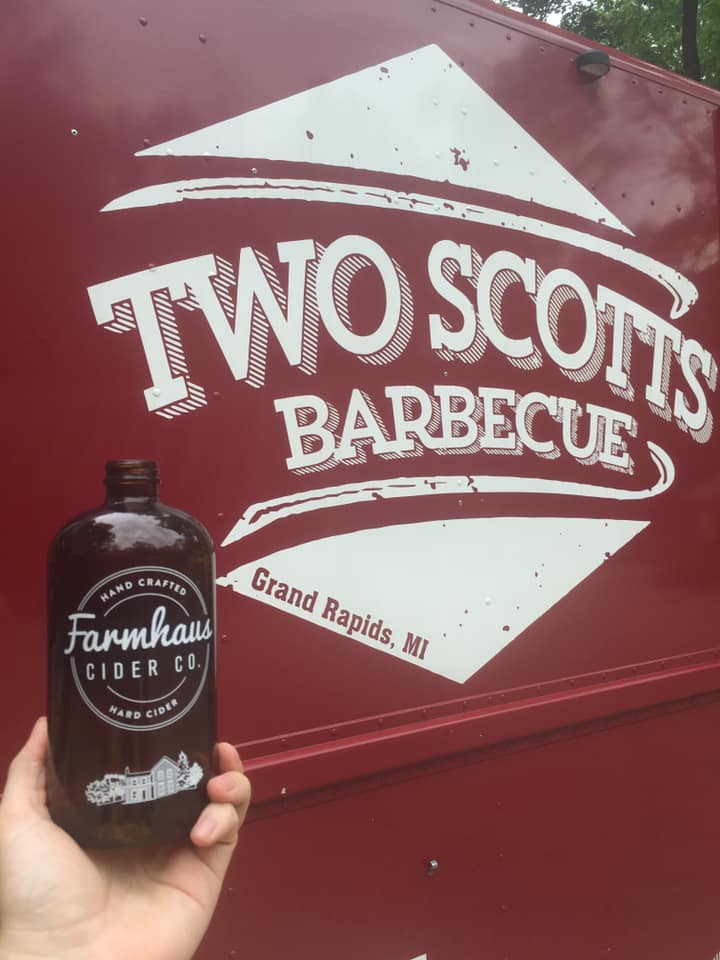 TWO SCOTTS'
BARBECUE
Grand Rapids, MI
HAND CRAFTED
Farmhaus
CIDER CO.
HARD CIDER